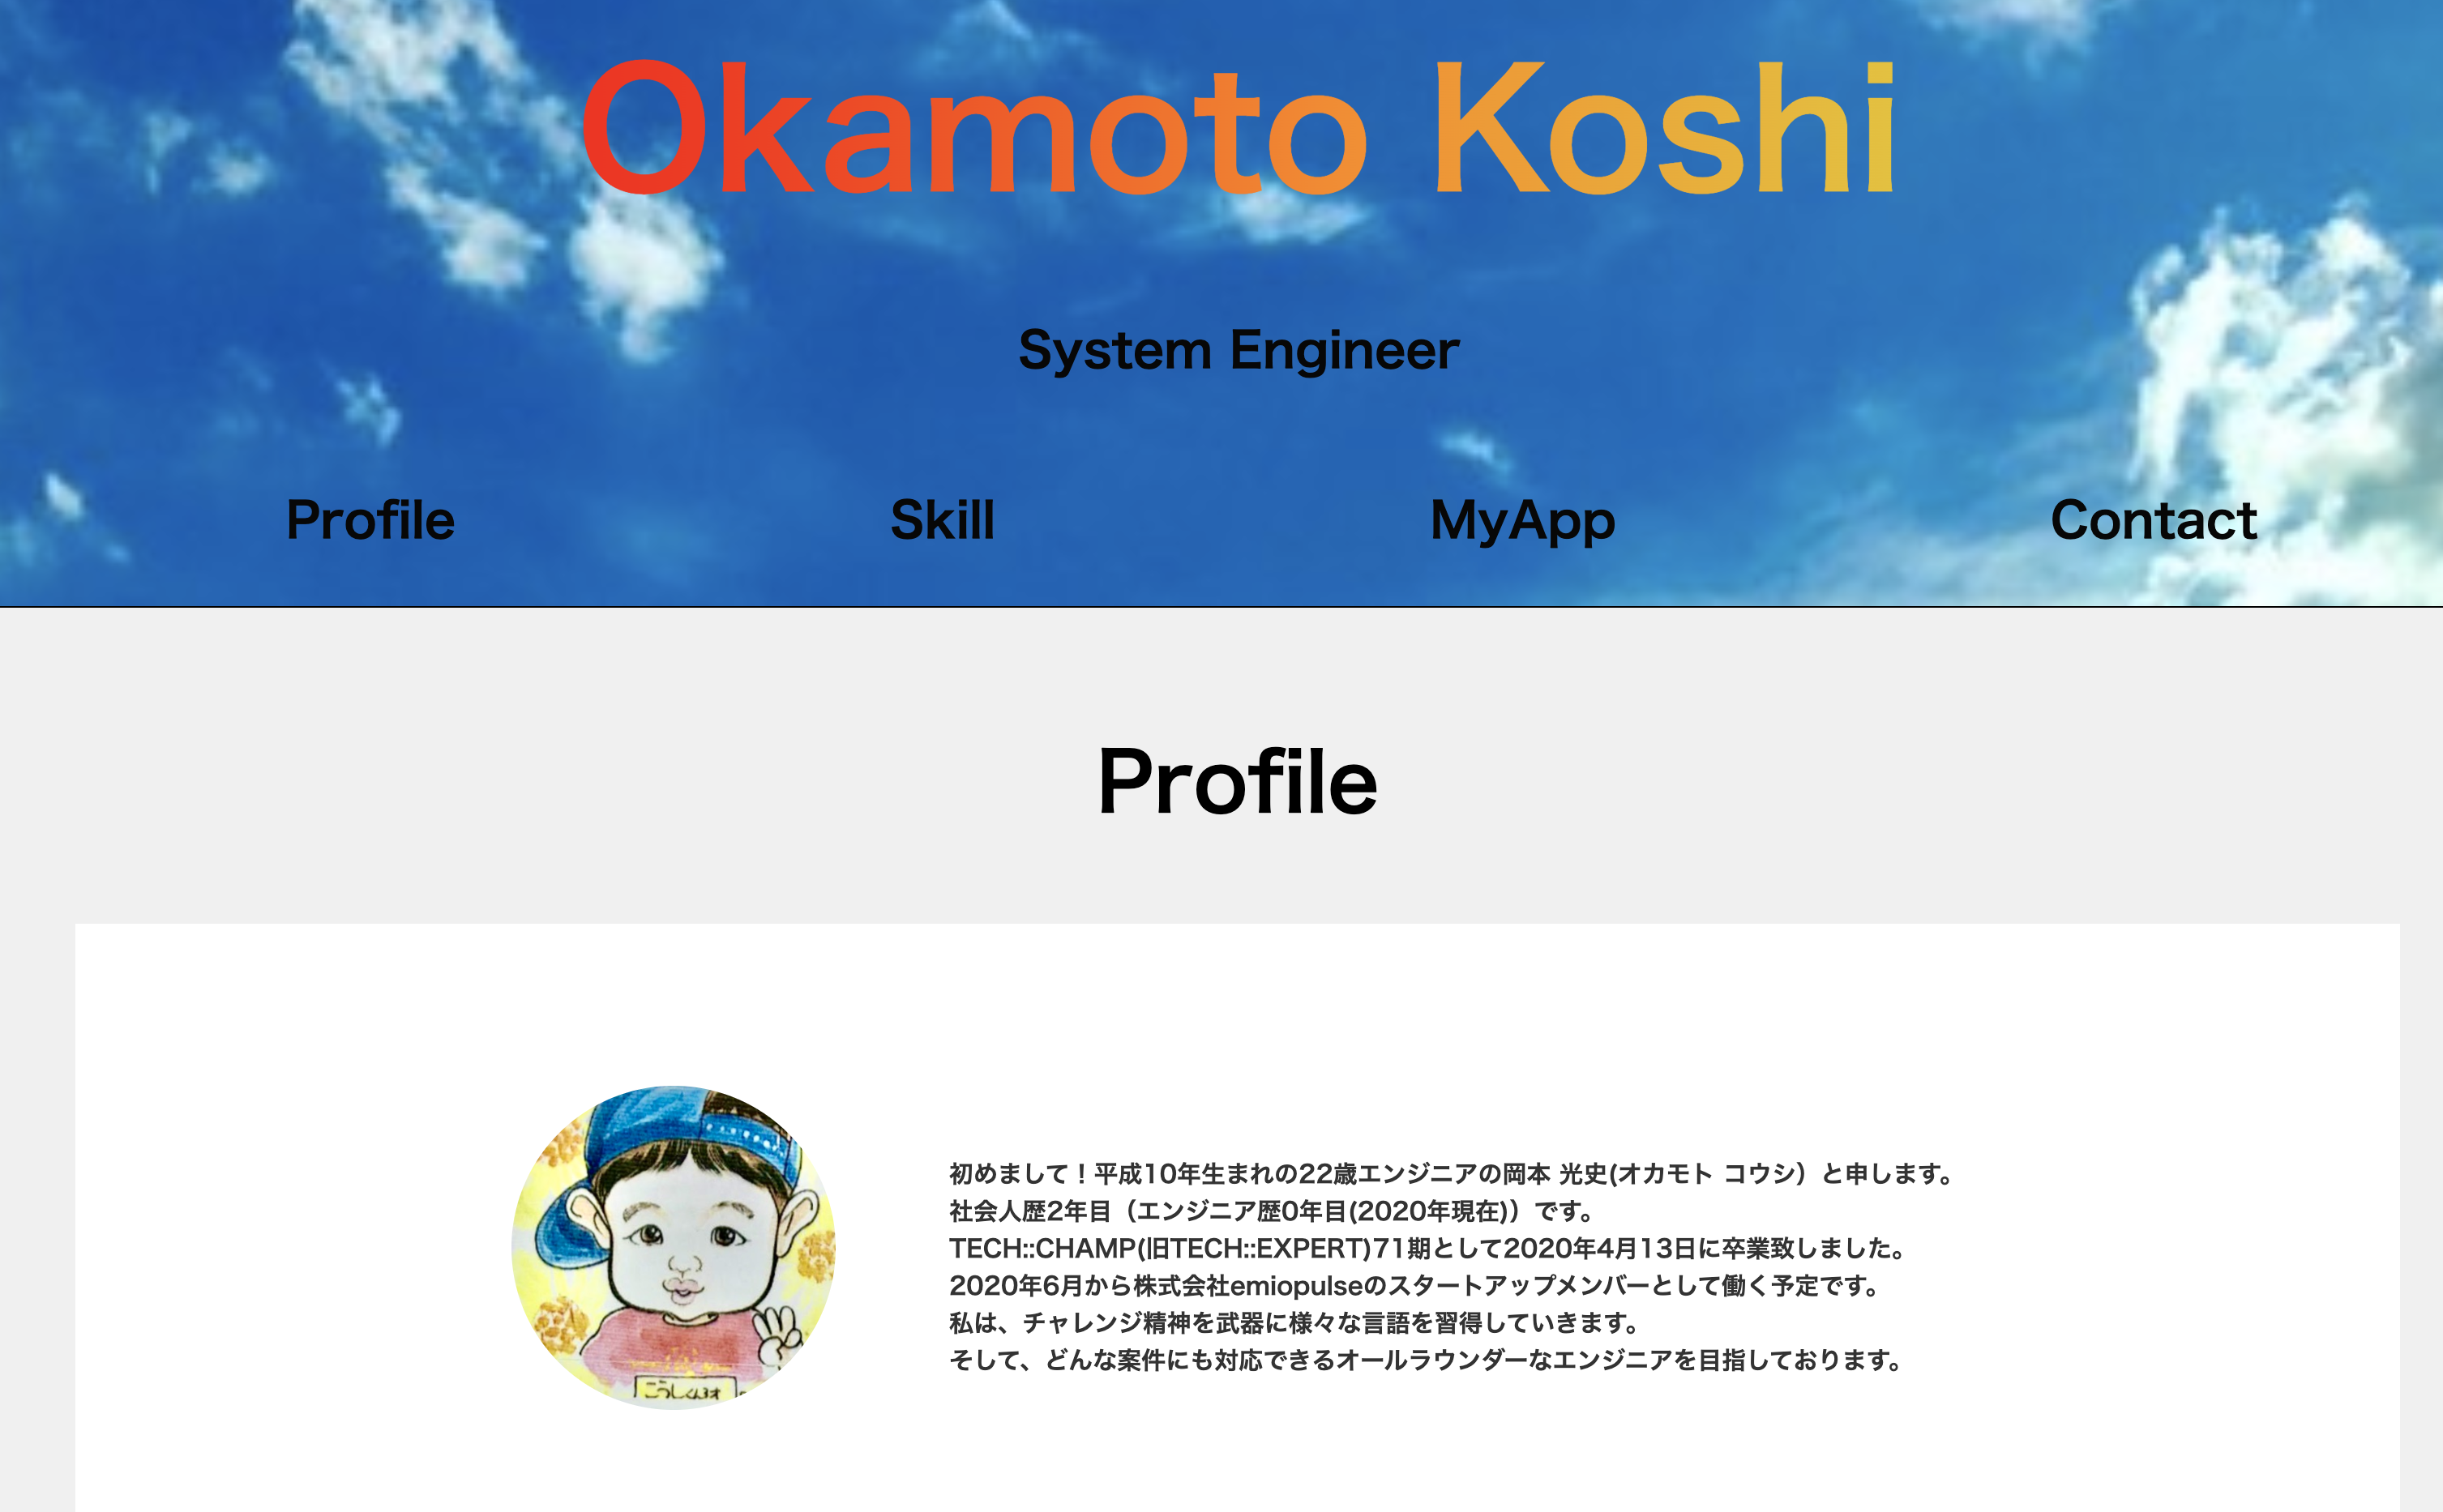 Okamoto Koshi
System Engineer
Profile Skill MyApp Contact
Profile
初めまして！平成10年生まれの22歳エンジニアの岡本 光史(オカモト コウシ）と申します。
社会人歴2年目（エンジニア歴0年目(2020年現在)）です。
TECH::CHAMP(旧TECH::EXPERT)71期として2020年4月13日に卒業致しました。
2020年6月から株式会社emiopulseのスタートアップメンバーとして働く予定です。
私は、チャレンジ精神を武器に様々な言語を習得していきます。
そして、どんな案件にも対応できるオールラウンダーなエンジニアを目指しております。
こうしくん3才